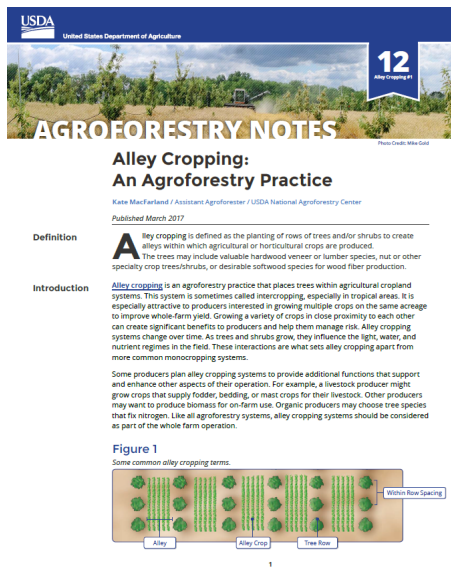 USDA
United States Department of Agriculture
12
Alley Cropping #1
AGROFORESTRY NOTES
Photo Credit: Mike Gold
Alley Cropping:
An Agroforestry Practice
Kate MacFarland / Assistant Agroforester / USDA National Agroforestry Center
Published March 2017
Definition
Alley cropping is defined as the planting of rows of trees and/or shrubs to create
alleys within which agricultural or horticultural crops are produced.
The trees may include valuable hardwood veneer or lumber species, nut or other
specialty crop trees/shrubs, or desirable softwood species for wood fiber production.
Introduction
Alley cropping is an agroforestry practice that places trees within agricultural cropland
systems. This system is sometimes called intercropping, especially in tropical areas. It is
especially attractive to producers interested in growing multiple crops on the same acreage
to improve whole-farm yield. Growing a variety of crops in close proximity to each other
can create significant benefits to producers and help them manage risk. Alley cropping
systems change over time. As trees and shrubs grow, they influence the light, water, and
nutrient regimes in the field. These interactions are what sets alley cropping apart from
more common monocropping systems.
Some producers plan alley cropping systems to provide additional functions that support
and enhance other aspects of their operation. For example, a livestock producer might
grow crops that supply fodder, bedding, or mast crops for their livestock. Other producers
may want to produce biomass for on-farm use. Organic producers may choose tree species
that fix nitrogen. Like all agroforestry systems, alley cropping systems should be considered
as part of the whole farm operation.
Figure 1
Some common alley cropping terms.
Within Row Spacing
Alley
Alley Crop
Tree Row
1